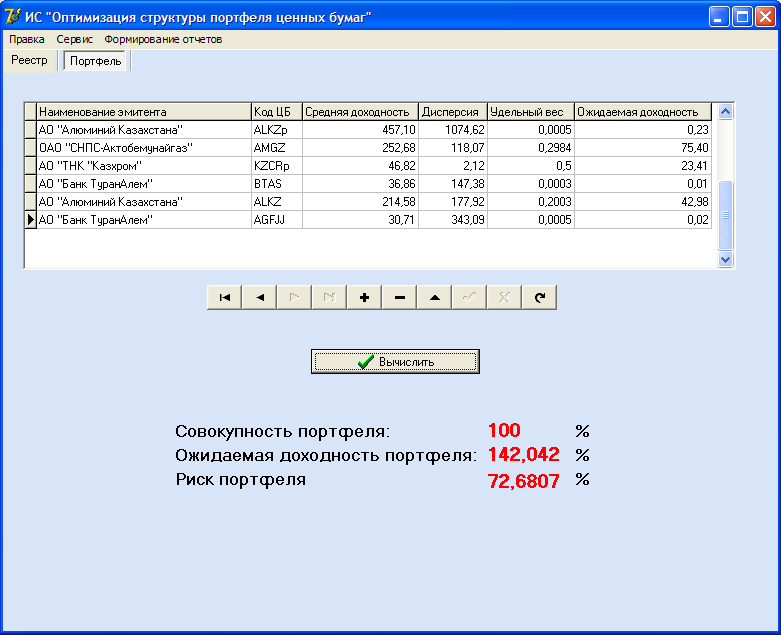 ИС "Оптимизация структуры портфеля ценных бумаг"
Правка Сервис Формирование отчетов
Реестр Портфель
Наименование эмитента Код ЦБ Средняя доходность Дисперсия Удельный вес Ожидаемая доходность
АО "Алюминий Казахстана" ALKZp 457,10 1074,62 0,0005 0,23
ОАО "СНПС-Актобемунайгаз" AMGZ 252,68 118,07 0,2984 75,40
АО "ТНК "Казхром" KZCRp 46,82 2,12 0,5 23,41
АО "Банк ТуранАлем" BTAS 36,86 147,38 0,0003 0,01
АО "Алюминий Казахстана" ALKZ 214,58 177,92 0,2003 42,98
АО "Банк ТуранАлем" AGFJJ 30,71 343,09 0,0005 0,02
Вычислить
Совокупность портфеля: 100 %
Ожидаемая доходность портфеля: 142,042 %
Риск портфеля 72,6807 %